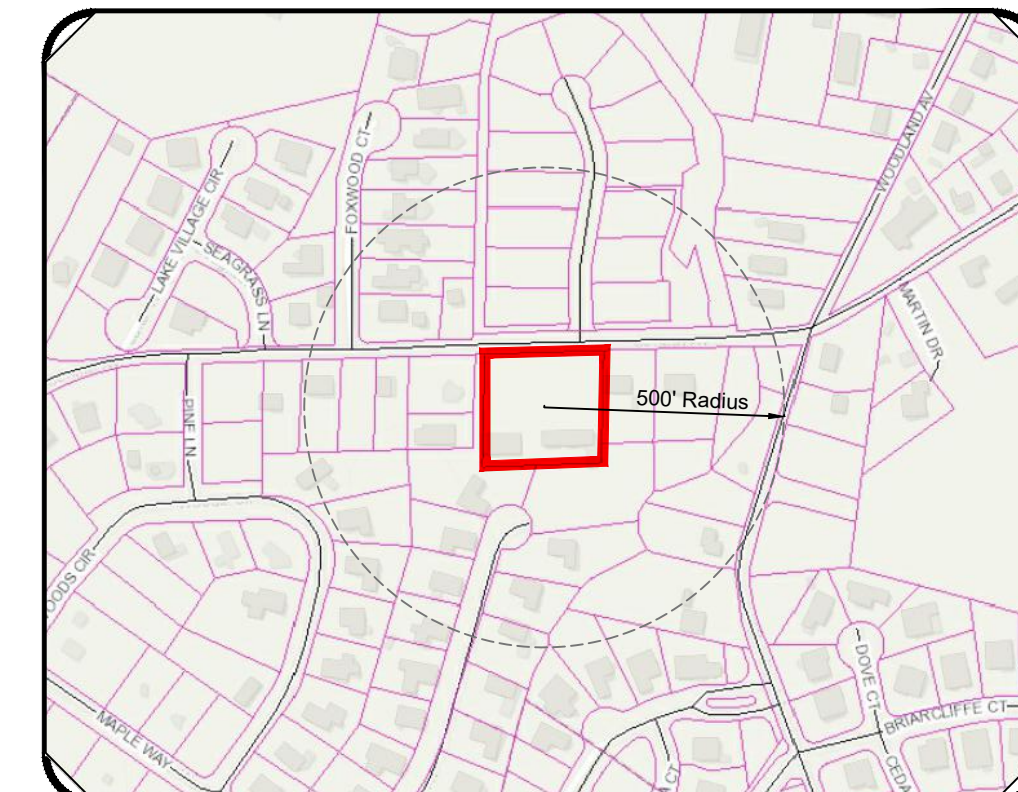 WOODLAND AV
FOXWOOD CT
LAKE VILLAGE CIR
SEAGRASS LN
MARTIN DR
500' Radius
PINE LN
OODS CIR
MAPLE WAY
DOVE CT
BRIARCLIFFE CT
CEDA
A CT